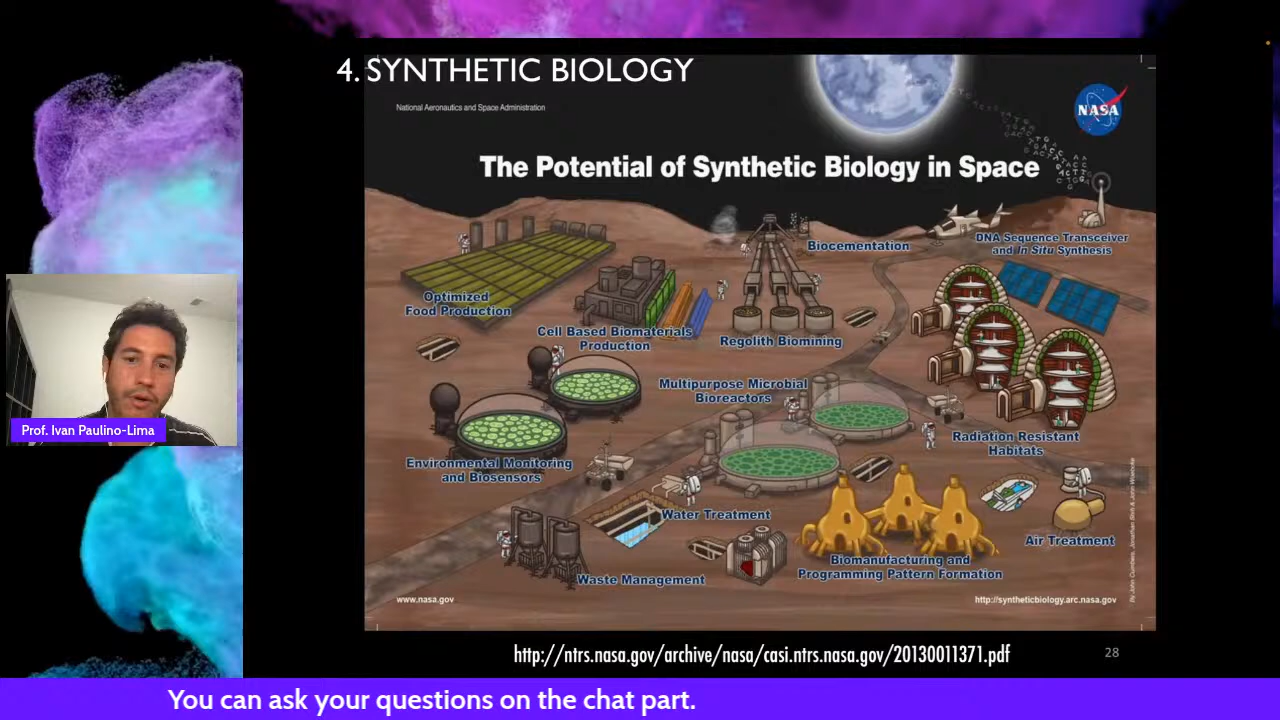 4. SYNTHETIC BIOLOGY
National Aeronautics and Space Administration
NASA
The Potential of Synthetic Biology in Space
Biocementation
DNA Sequence Transceiver
and In Situ Synthesis
Optimized
Food Production
Cell Based Biomaterials
Production
Regolith Biomining
Multipurpose Microbial
Bioreactors
Prof. Ivan Paulino-Lima
Radiation Resistant
Habitats
Environmental Monitoring
and Biosensors
Water Treatment
Air Treatment
Biomanufacturing and
Programming Pattern Formation
Waste Management
www.nasa.gov
http://syntheticbiology.arc.nasa.gov
http://ntrs.nasa.gov/archive/nasa/casi.ntrs.nasa.gov/20130011371.pdf
28
You can ask your questions on the chat part.